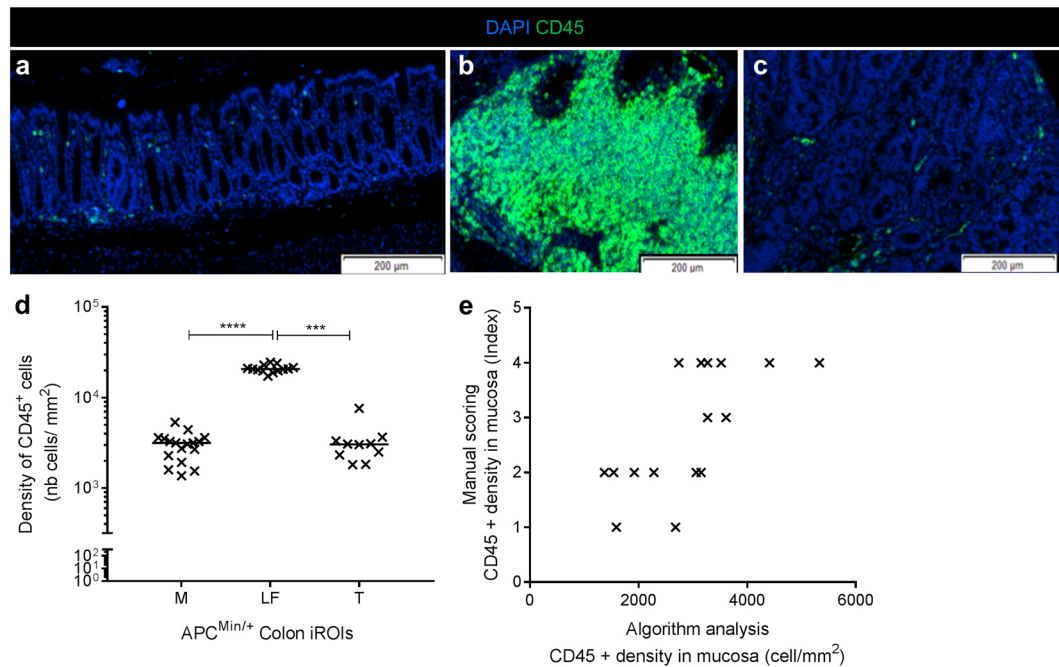 DAPI CD45
a
b
c
200 µm
200 µm
200 µm
d
Density of CD45⁺ cells
(nb cells/ mm²)
10⁵
10⁴
10³
10²
10¹
10⁰
****
***
M
LF
T
APC^Min/+ Colon iROIs
e
Manual scoring
CD45 + density in mucosa (Index)
5
4
3
2
1
0
0
2000
4000
6000
Algorithm analysis
CD45 + density in mucosa (cell/mm²)